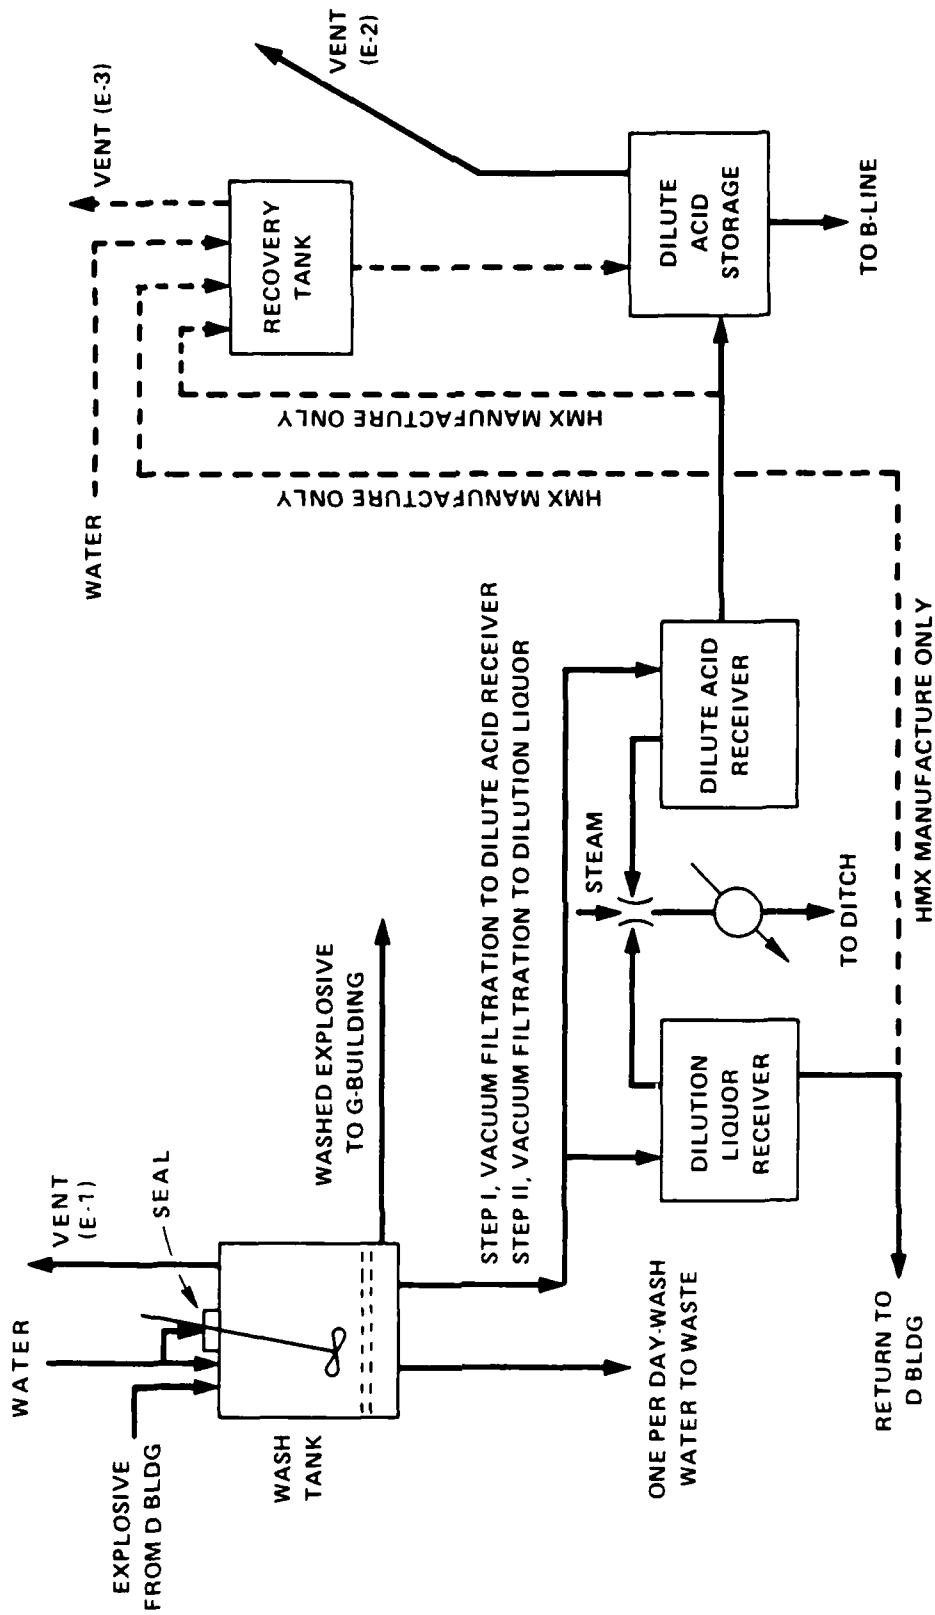 EXPLOSIVE
FROM D BLDG
WATER
VENT
(E-1)
SEAL
WASH
TANK
WASHED EXPLOSIVE
TO G-BUILDING
ONE PER DAY-WASH
WATER TO WASTE
STEP I, VACUUM FILTRATION TO DILUTE ACID RECEIVER
STEP II, VACUUM FILTRATION TO DILUTION LIQUOR
DILUTION
LIQUOR
RECEIVER
RETURN TO
D BLDG
STEAM
TO DITCH
DILUTE ACID
RECEIVER
HMX MANUFACTURE ONLY
HMX MANUFACTURE ONLY
HMX MANUFACTURE ONLY
WATER
VENT (E-3)
RECOVERY
TANK
VENT
(E-2)
DILUTE
ACID
STORAGE
TO B-LINE